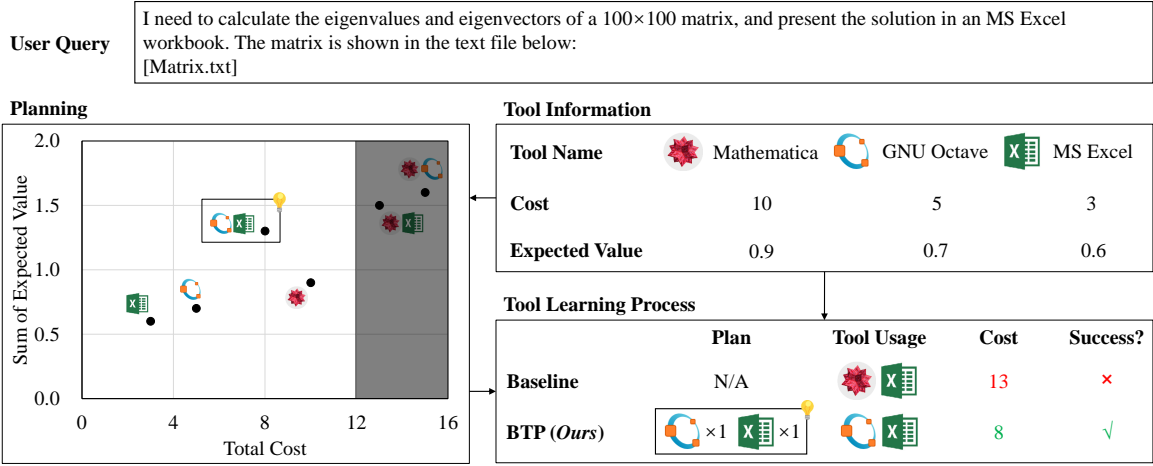 User Query
I need to calculate the eigenvalues and eigenvectors of a 100×100 matrix, and present the solution in an MS Excel
workbook. The matrix is shown in the text file below:
[Matrix.txt]
Planning
Sum of Expected Value
2.0
1.5
1.0
0.5
0.0
0 4 8 12 16
Total Cost
Tool Information
Tool Name Mathematica GNU Octave MS Excel
Cost 10 5 3
Expected Value 0.9 0.7 0.6
Tool Learning Process
Plan Tool Usage Cost Success?
Baseline N/A 13 ×
BTP (Ours) ×1 ×1 8 √